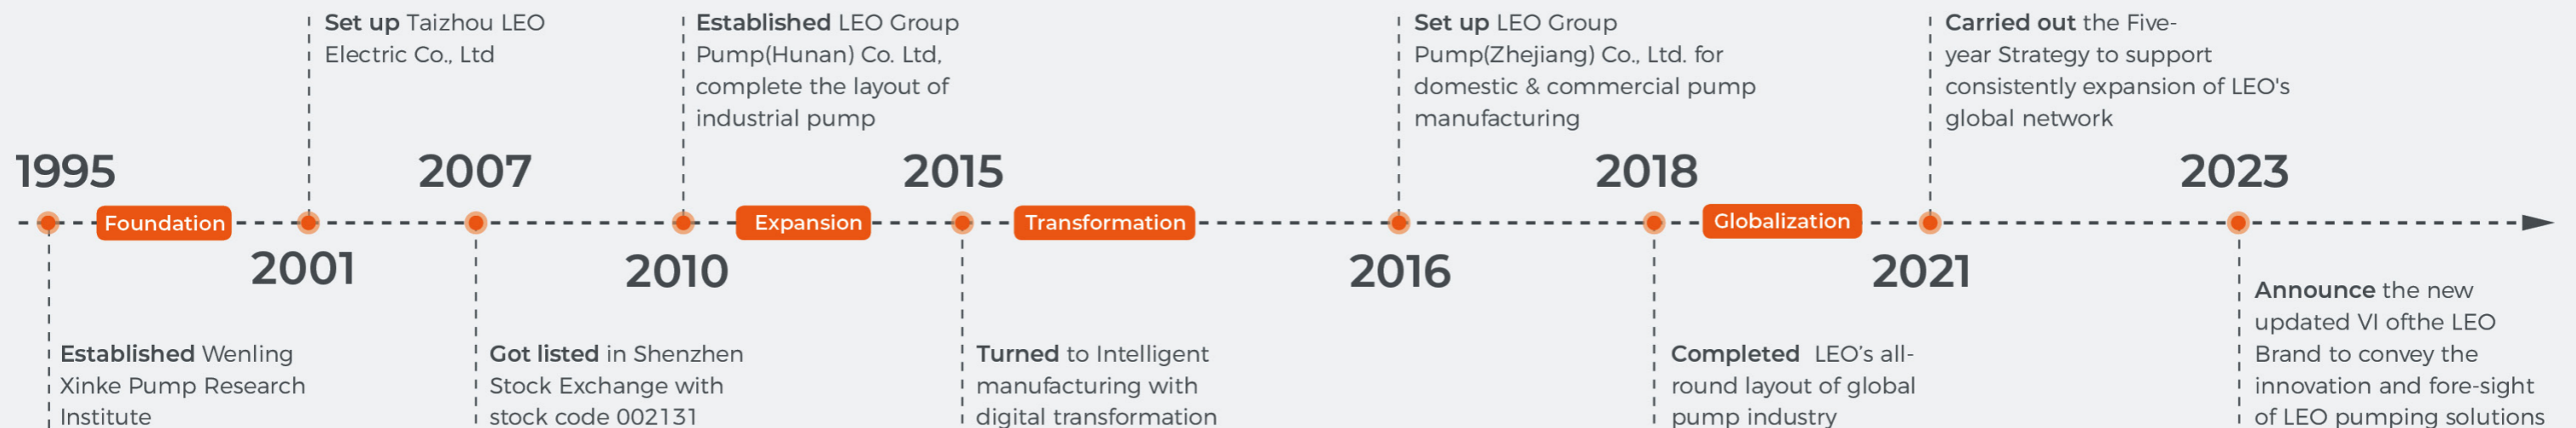 1995
Established Wenling
Xinke Pump Research
Institute
Foundation
Set up Taizhou LEO
Electric Co., Ltd
2001
2007
Got listed in Shenzhen
Stock Exchange with
stock code 002131
Established LEO Group
Pump(Hunan) Co. Ltd,
complete the layout of
industrial pump
2010
Expansion
2015
Turned to Intelligent
manufacturing with
digital transformation
Transformation
Set up LEO Group
Pump(Zhejiang) Co., Ltd. for
domestic & commercial pump
manufacturing
2016
2018
Completed LEO’s all-
round layout of global
pump industry
Globalization
Carried out the Five-
year Strategy to support
consistently expansion of LEO's
global network
2021
2023
Announce the new
updated VI ofthe LEO
Brand to convey the
innovation and fore-sight
of LEO pumping solutions